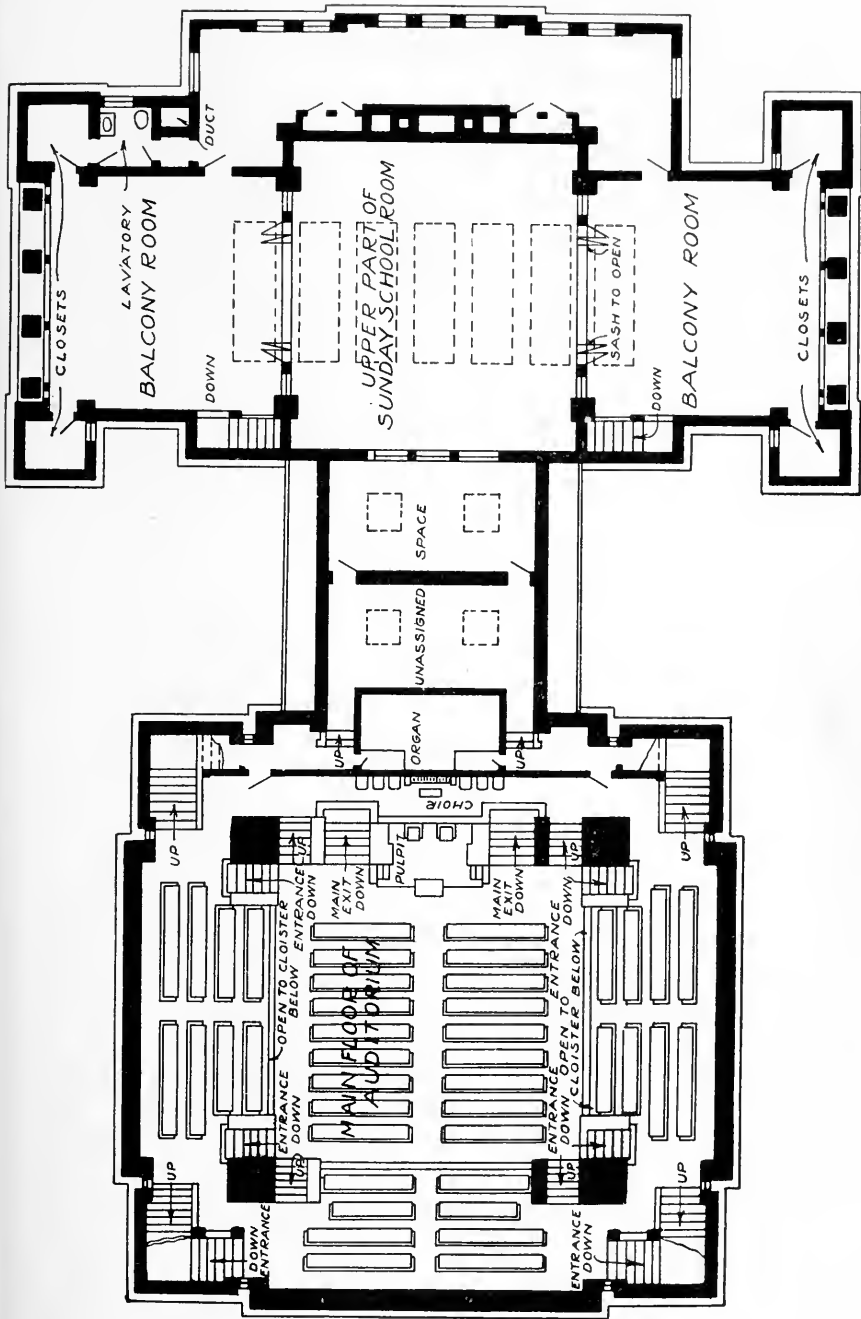 CLOSETS
LAVATORY
DUCT
BALCONY ROOM
DOWN
UPPER PART OF
SUNDAY SCHOOL ROOM
SASH TO OPEN
BALCONY ROOM
DOWN
CLOSETS
SPACE
UNASSIGNED
UP
ORGAN
UP
CHOIR
UP
UP
UP
UP
PULPIT
MAIN
EXIT
DOWN
MAIN
EXIT
DOWN
ENTRANCE
DOWN
OPEN TO CLOISTER
BELOW
ENTRANCE
DOWN
OPEN TO
CLOISTER BELOW
MAIN FLOOR OF
AUDITORIUM
ENTRANCE
DOWN
ENTRANCE
DOWN
UP
UP
UP
UP
DOWN
ENTRANCE
ENTRANCE
DOWN